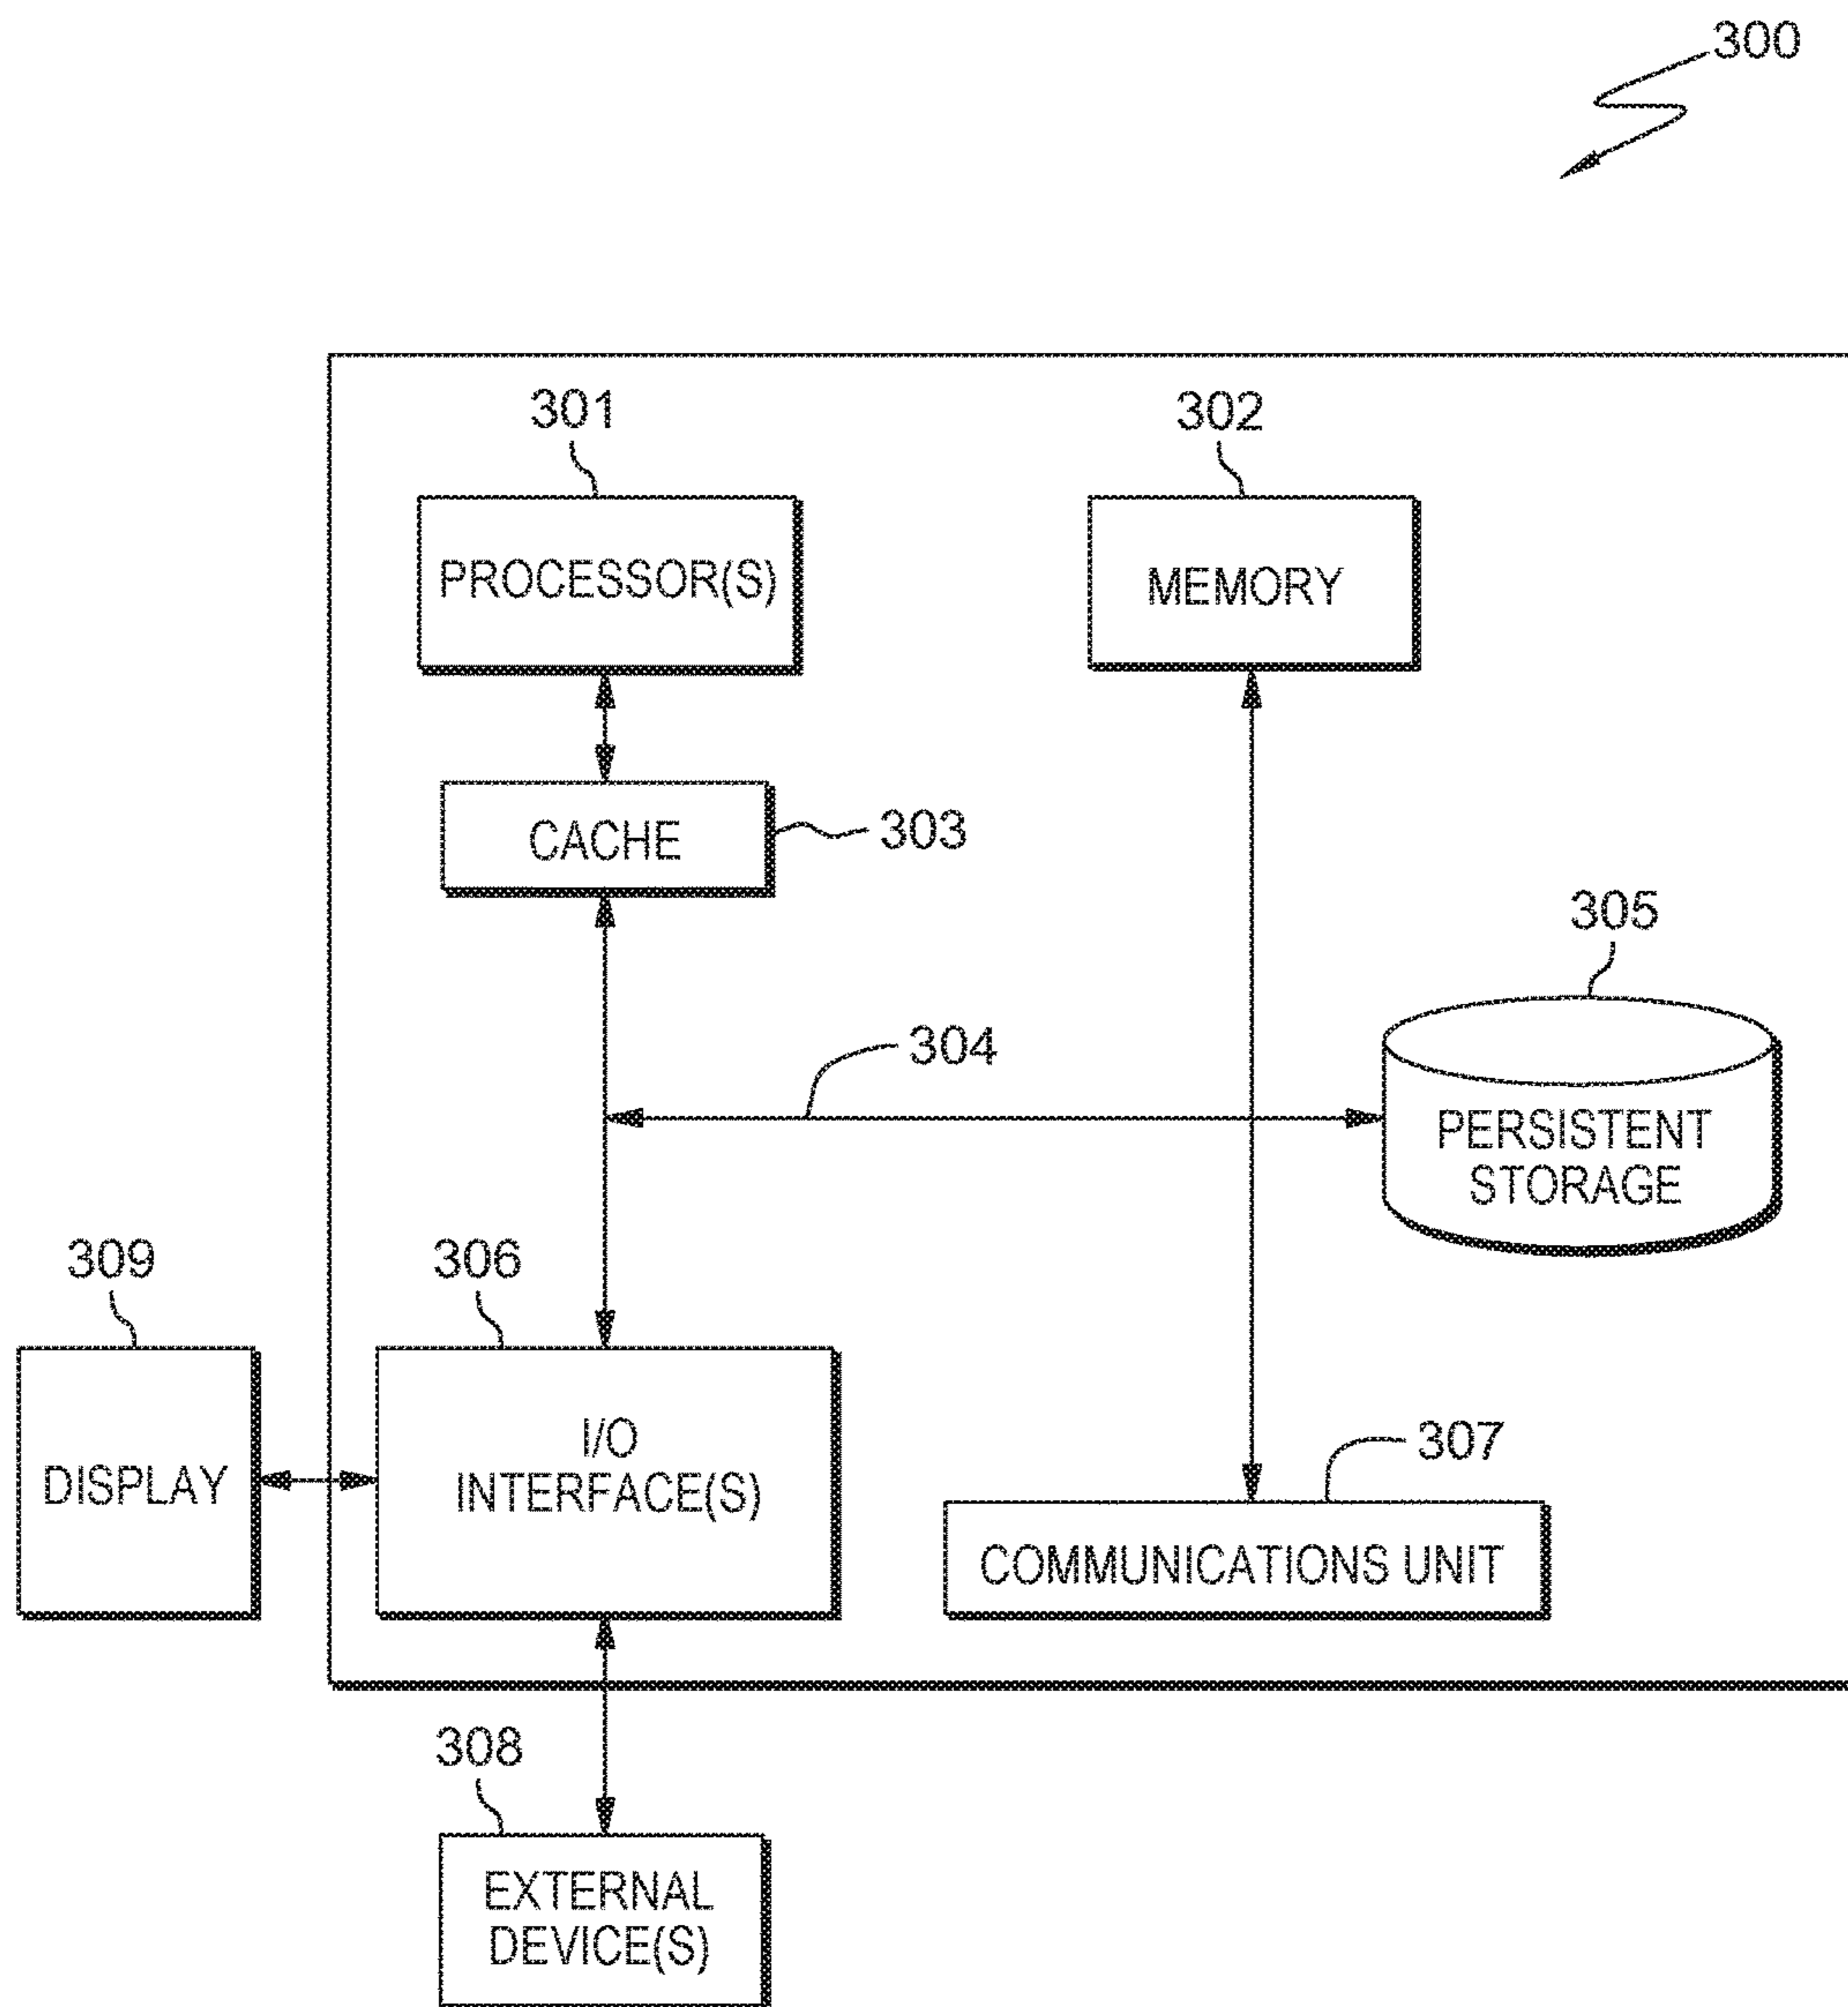 300
301
302
PROCESSOR(S)
MEMORY
CACHE
303
305
304
PERSISTENT
STORAGE
309
306
I/O
INTERFACE(S)
DISPLAY
307
COMMUNICATIONS UNIT
308
EXTERNAL
DEVICE(S)